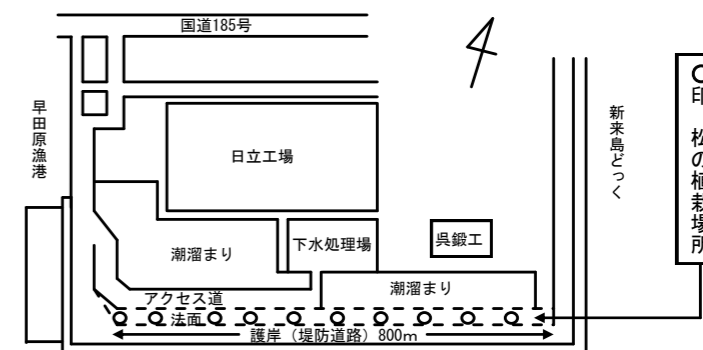 国道185号
早田原漁港
日立工場
新来島どっく
○印 松の植栽場所
潮溜まり
下水処理場
呉鍛工
潮溜まり
アクセス道
法面
護岸（堤防道路）800m